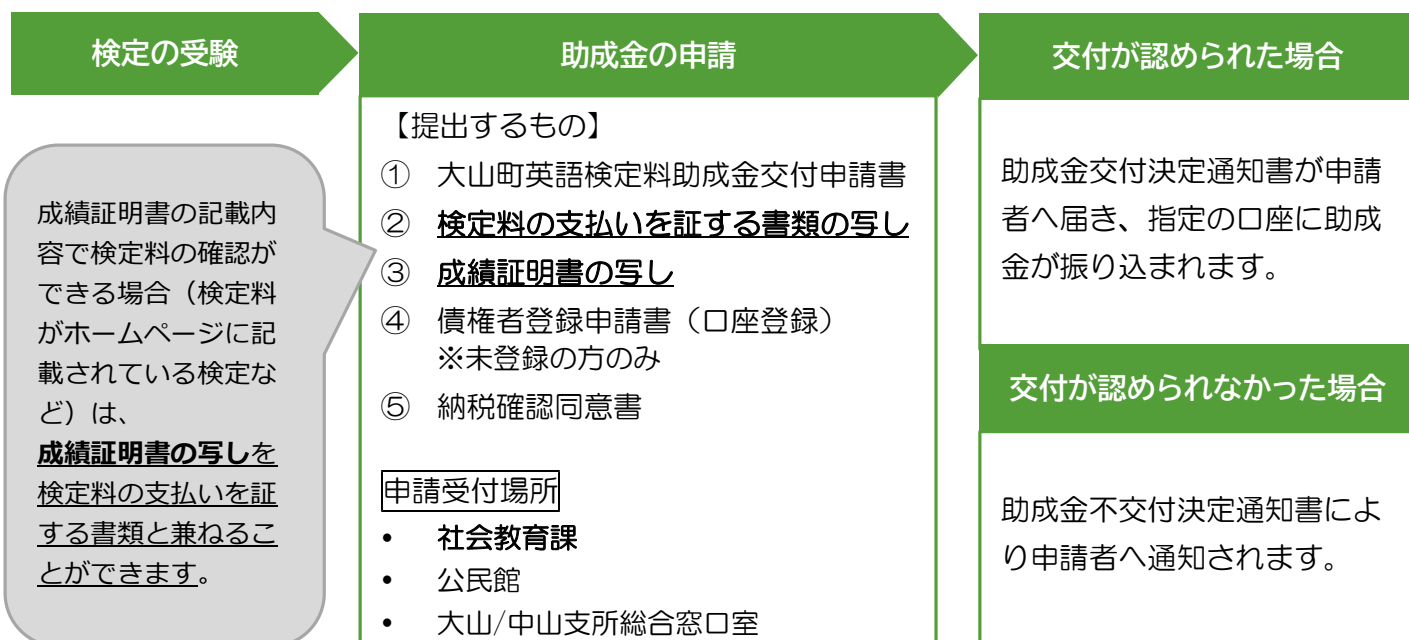 検定の受験
成績証明書の記載内
容で検定料の確認が
できる場合（検定料
がホームページに記
載されている検定な
ど）は、
成績証明書の写しを
検定料の支払いを証
する書類と兼ねるこ
とができます。
助成金の申請
【提出するもの】
① 大山町英語検定料助成金交付申請書
② 検定料の支払いを証する書類の写し
③ 成績証明書の写し
④ 債権者登録申請書（口座登録）
※未登録の方のみ
⑤ 納税確認同意書
申請受付場所
• 社会教育課
• 公民館
• 大山/中山支所総合窓口室
交付が認められた場合
助成金交付決定通知書が申請
者へ届き、指定の口座に助成
金が振り込まれます。
交付が認められなかった場合
助成金不交付決定通知書によ
り申請者へ通知されます。